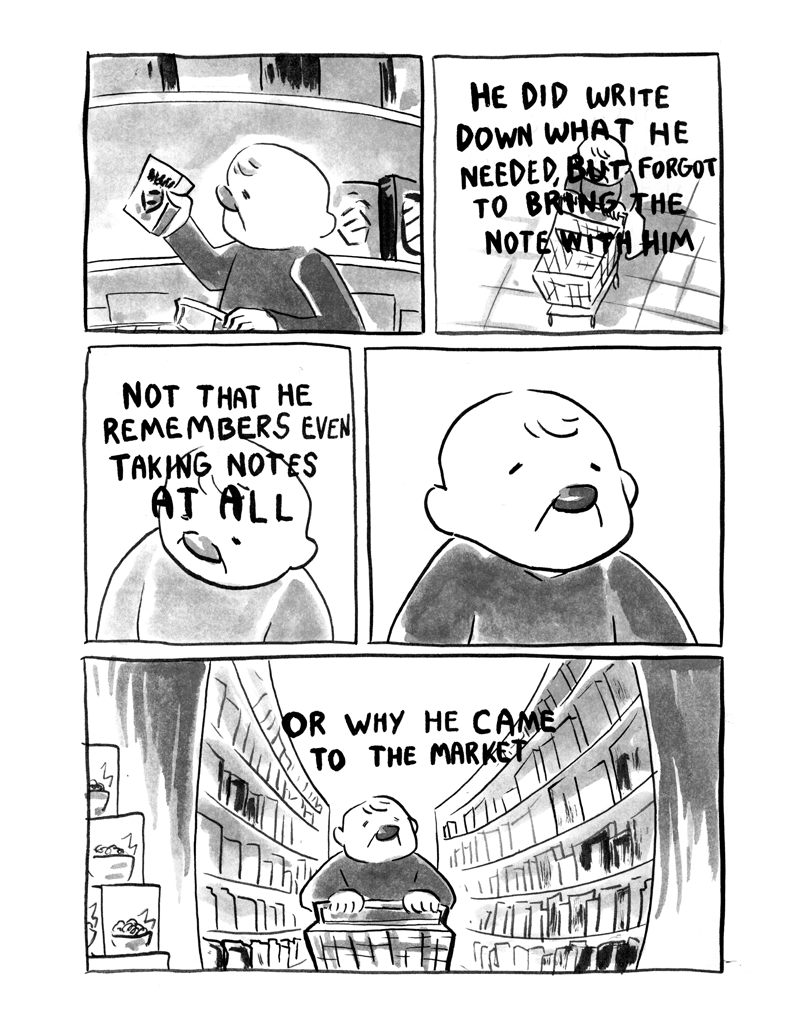 HE DID WRITE
DOWN WHAT HE
NEEDED, BUT FORGOT
TO BRING THE
NOTE WITH HIM
NOT THAT HE
REMEMBERS EVEN
TAKING NOTES
AT ALL
OR WHY HE CAME
TO THE MARKET